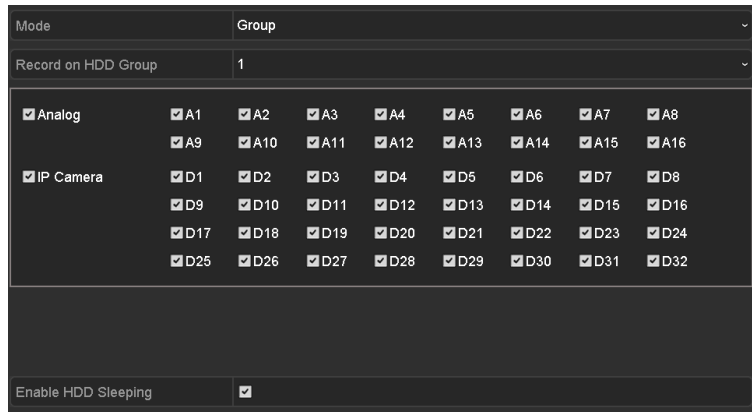 Mode Group
Record on HDD Group 1
Analog A1 A2 A3 A4 A5 A6 A7 A8
A9 A10 A11 A12 A13 A14 A15 A16
IP Camera D1 D2 D3 D4 D5 D6 D7 D8
D9 D10 D11 D12 D13 D14 D15 D16
D17 D18 D19 D20 D21 D22 D23 D24
D25 D26 D27 D28 D29 D30 D31 D32
Enable HDD Sleeping